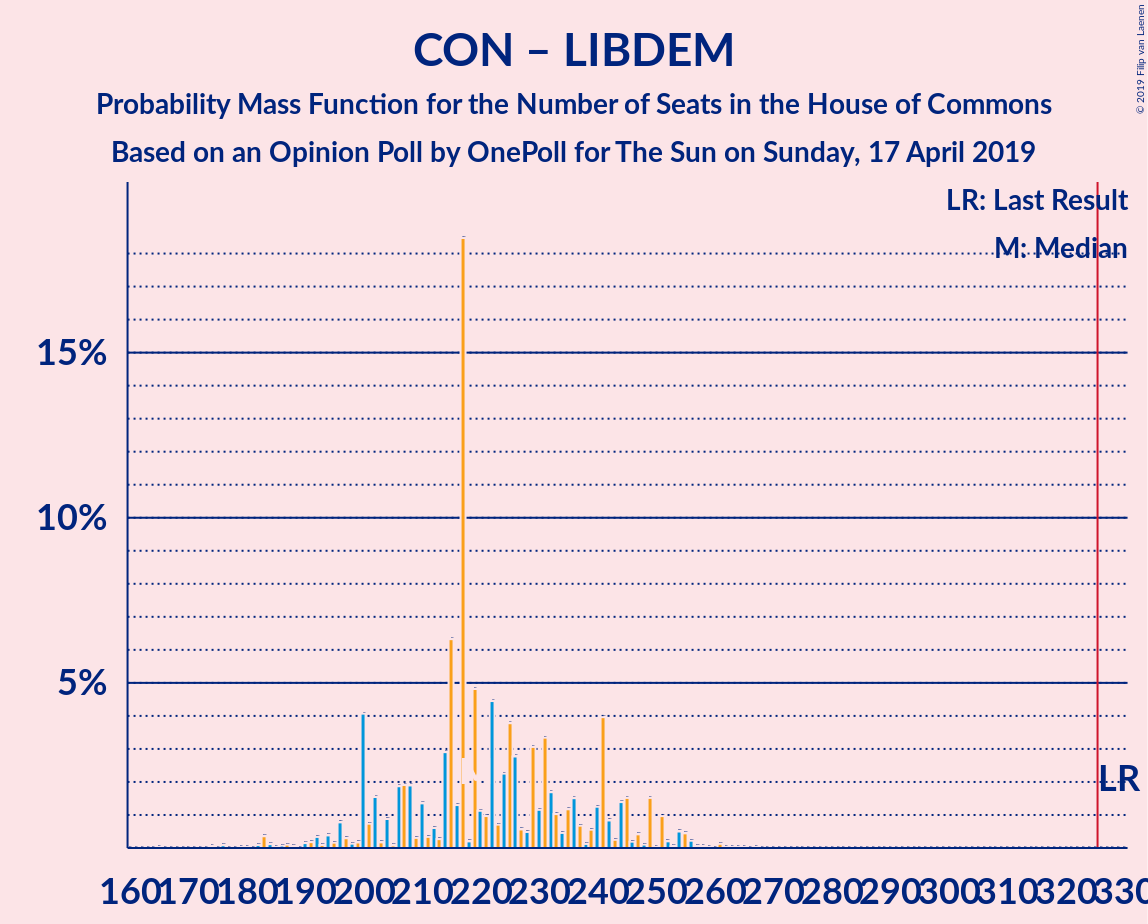 CON – LIBDEM
Probability Mass Function for the Number of Seats in the House of Commons
Based on an Opinion Poll by OnePoll for The Sun on Sunday, 17 April 2019
© 2019 Filip van Laenen
LR: Last Result
M: Median
15%
10%
5%
LR
160 170 180 190 200 210 220 230 240 250 260 270 280 290 300 310 320 330